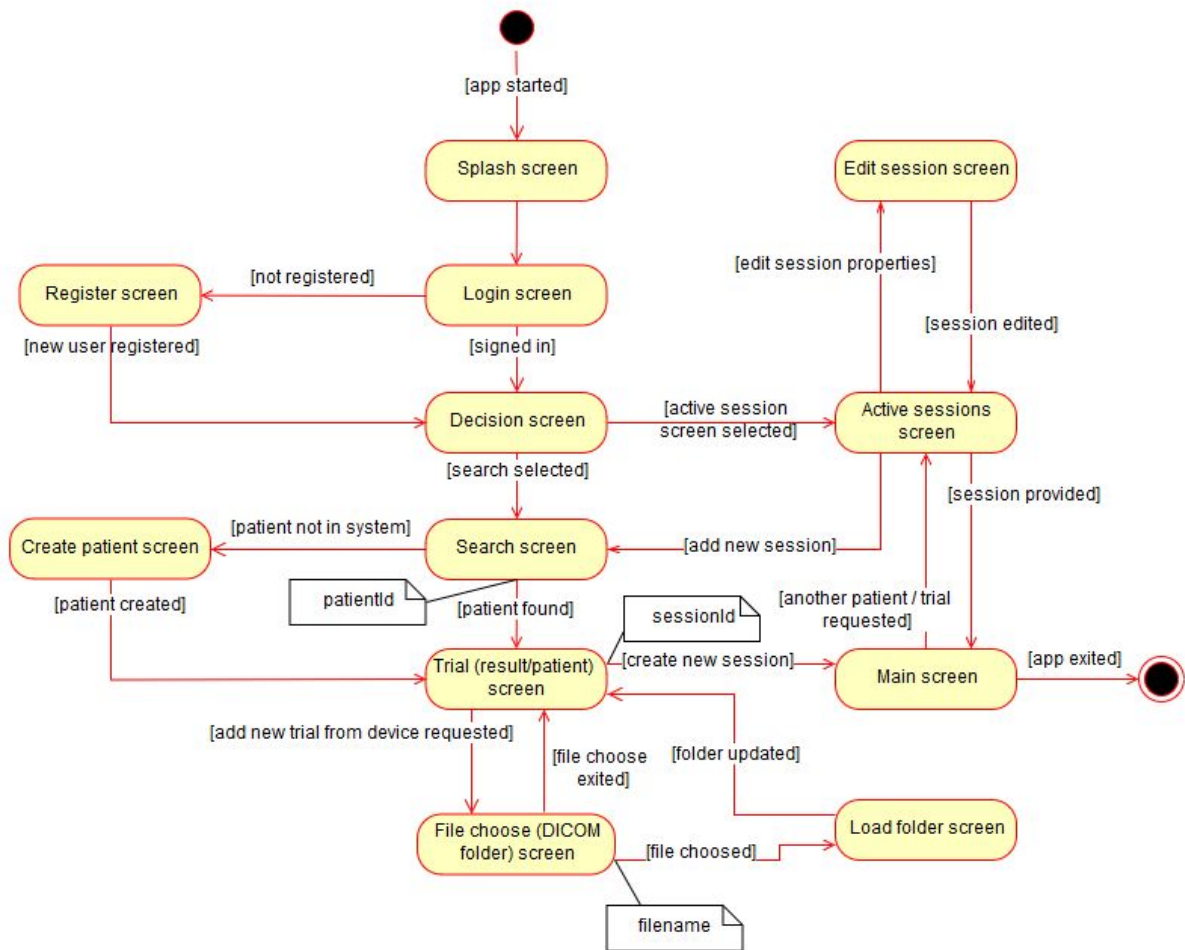 [app started]
Splash screen
Edit session screen
[edit session properties]
[not registered]
Register screen
Login screen
[session edited]
[new user registered]
[signed in]
Decision screen
[active session
screen selected]
Active sessions
screen
[search selected]
[session provided]
[patient not in system]
Create patient screen
Search screen
[add new session]
[patient created]
patientId
[patient found]
sessionId
[another patient / trial
requested]
Trial (result/patient)
screen
[create new session]
Main screen
[app exited]
[add new trial from device requested]
[file choose
exited]
[folder updated]
File choose (DICOM
folder) screen
[file choosed]
Load folder screen
filename